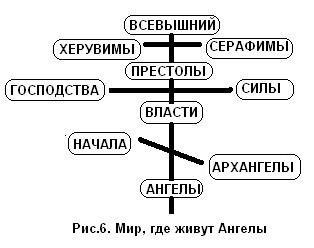 ВСЕВЫШНИЙ
ХЕРУВИМЫ
СЕРАФИМЫ
ПРЕСТОЛЫ
ГОСПОДСТВА
СИЛЫ
ВЛАСТИ
НАЧАЛА
АРХАНГЕЛЫ
АНГЕЛЫ
Рис.6. Мир, где живут Ангелы